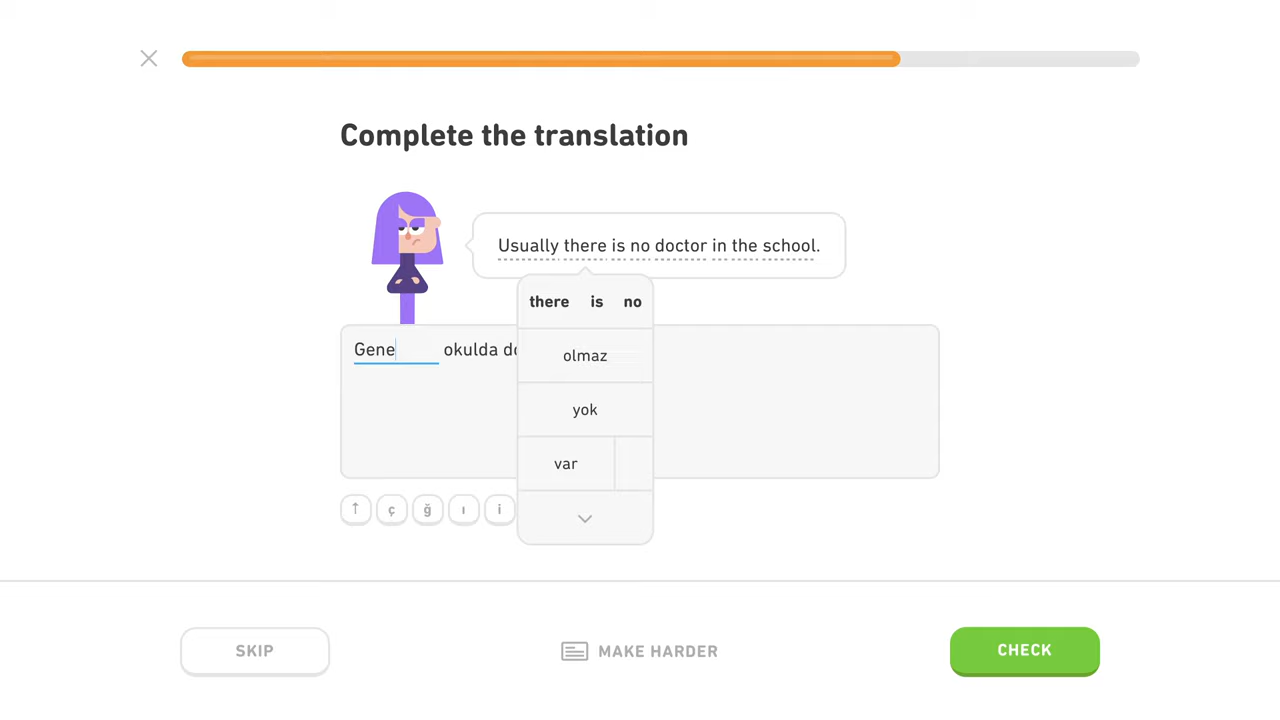 Complete the translation
Usually there is no doctor in the school.
there is no
Gene okulda
olmaz
yok
var
↑ ç ğ ı i
SKIP
MAKE HARDER
CHECK